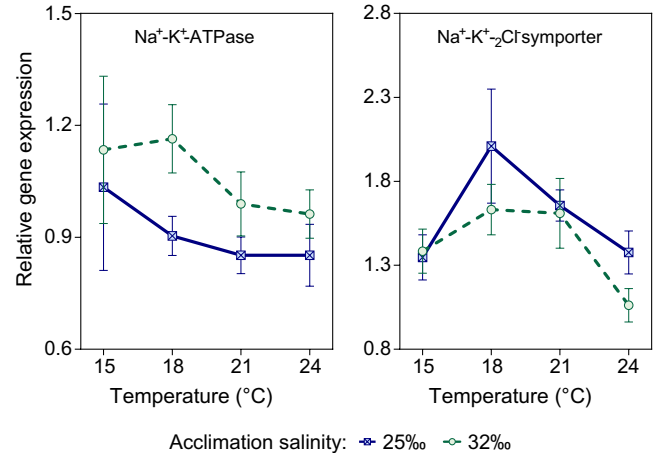 Na⁺-K⁺-ATPase
Na⁺-K⁺-₂Cl⁻symporter
Relative gene expression
1.5
1.2
0.9
0.6
2.8
2.3
1.8
1.3
0.8
15 18 21 24
15 18 21 24
Temperature (°C)
Temperature (°C)
Acclimation salinity: 25‰ 32‰